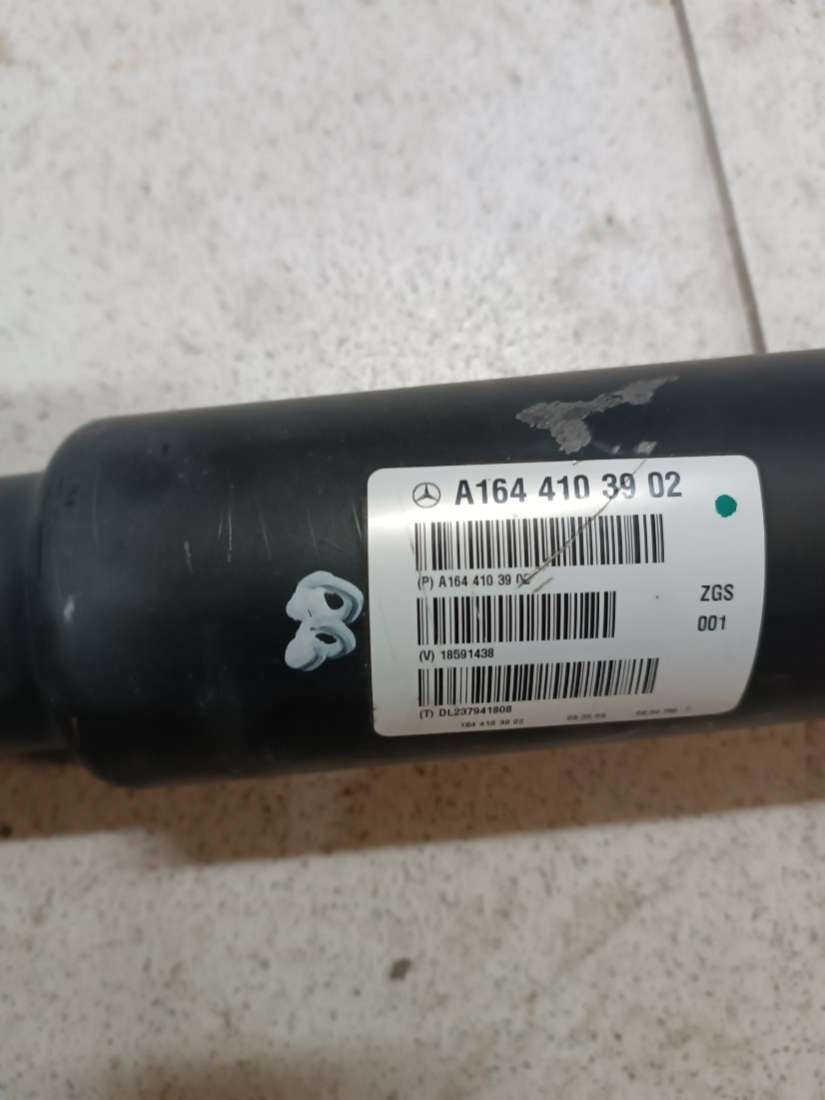 A164 410 39 02
(P) A164 410 39 02
ZGS
001
(V) 18591438
(T) DL237941808